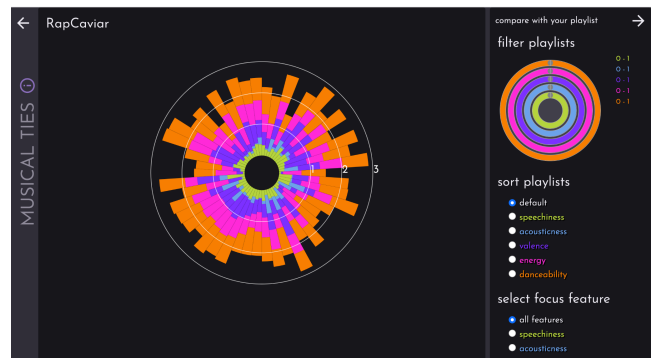 RapCaviar
MUSICAL TIES
1
2
3
compare with your playlist
filter playlists
0 - 1
0 - 1
0 - 1
0 - 1
0 - 1
sort playlists
default
speechiness
acousticness
valence
energy
danceability
select focus feature
all features
speechiness
acousticness